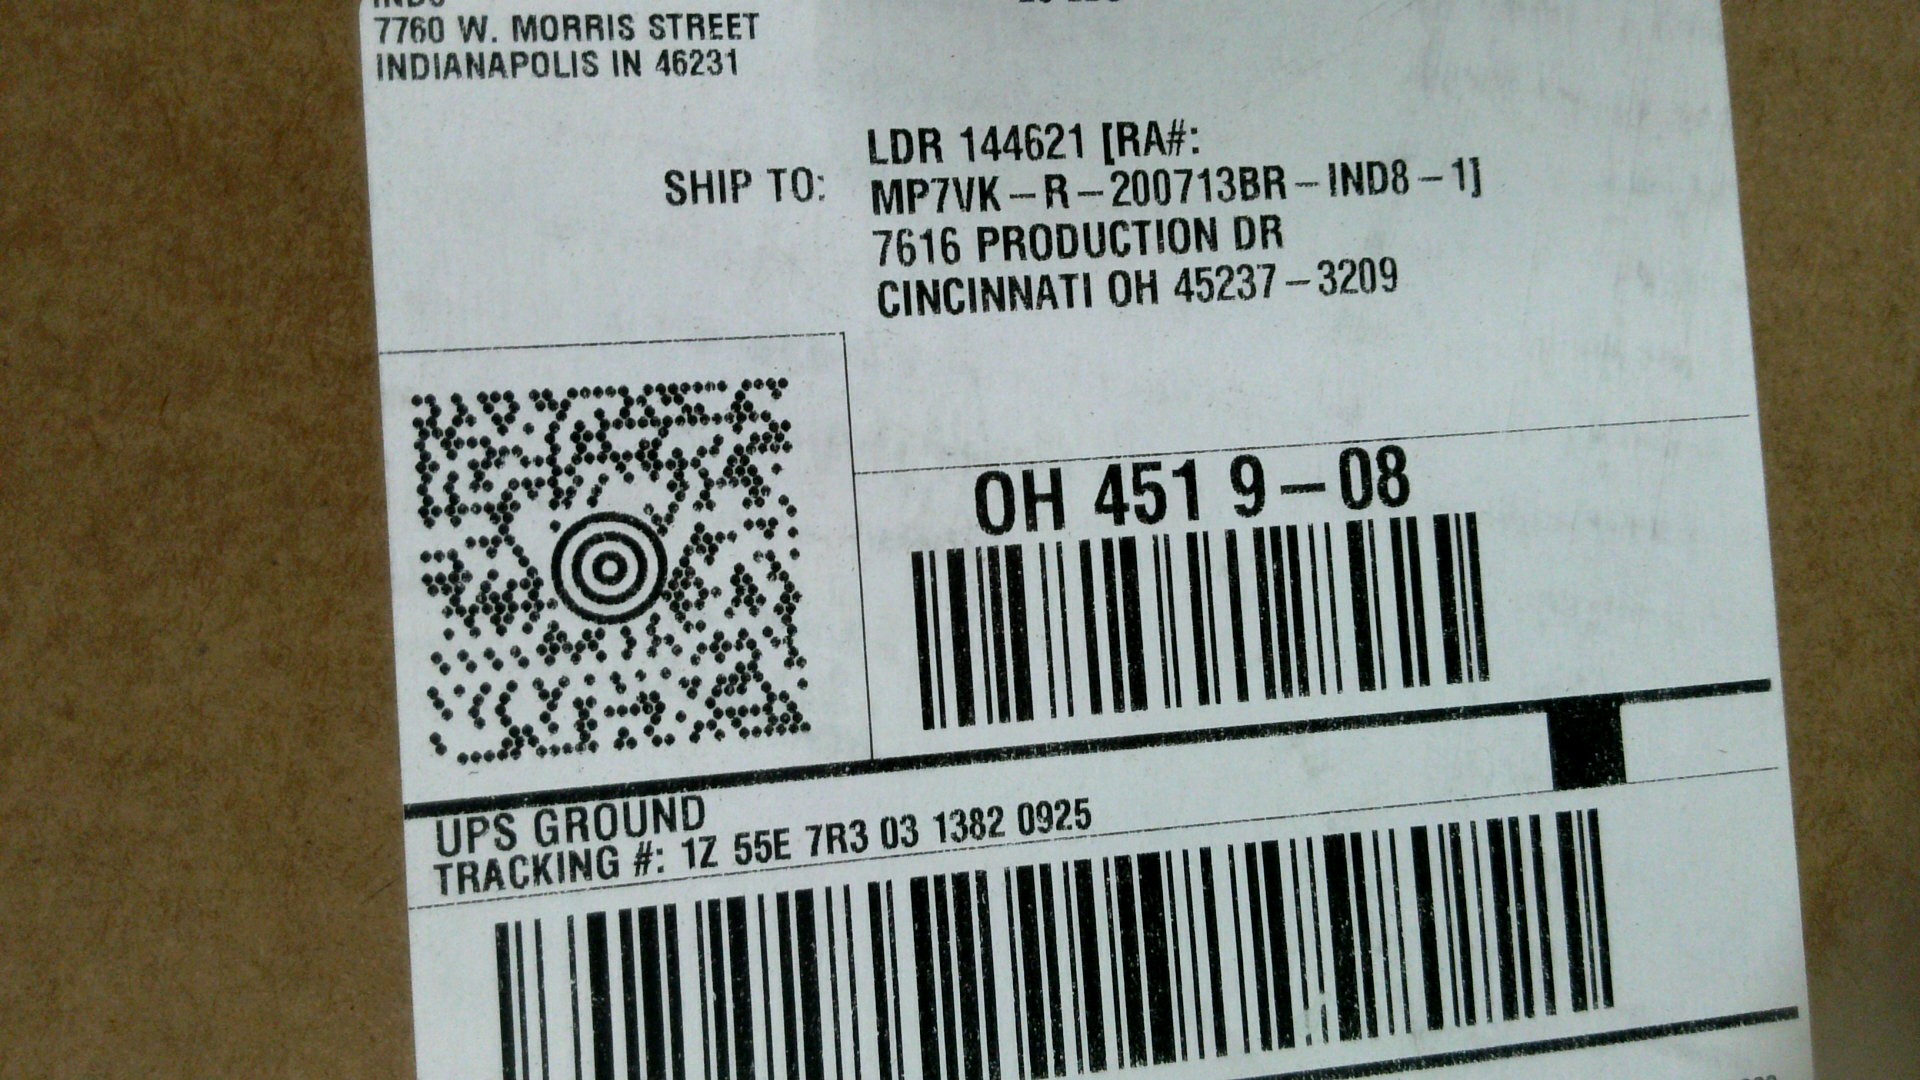 7760 W. MORRIS STREET
INDIANAPOLIS IN 46231
SHIP TO:
LDR 144621 [RA#:
MP7VK-R-200713BR-IND8-1]
7616 PRODUCTION DR
CINCINNATI OH 45237-3209
OH 451 9-08
UPS GROUND
TRACKING #: 1Z 55E 7R3 03 1382 0925